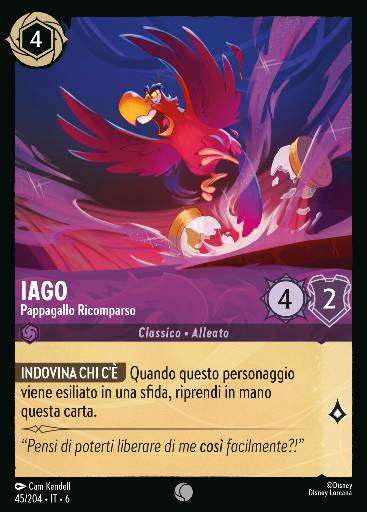 4
IAGO
Pappagallo Ricomparso
4
2
Classico • Alleato
INDOVINA CHI C'È Quando questo personaggio
viene esiliato in una sfida, riprendi in mano
questa carta.
"Pensi di poterti liberare di me così facilmente?!"
Cam Kendell
45/204 • IT • 6
©Disney
Disney Lorcana